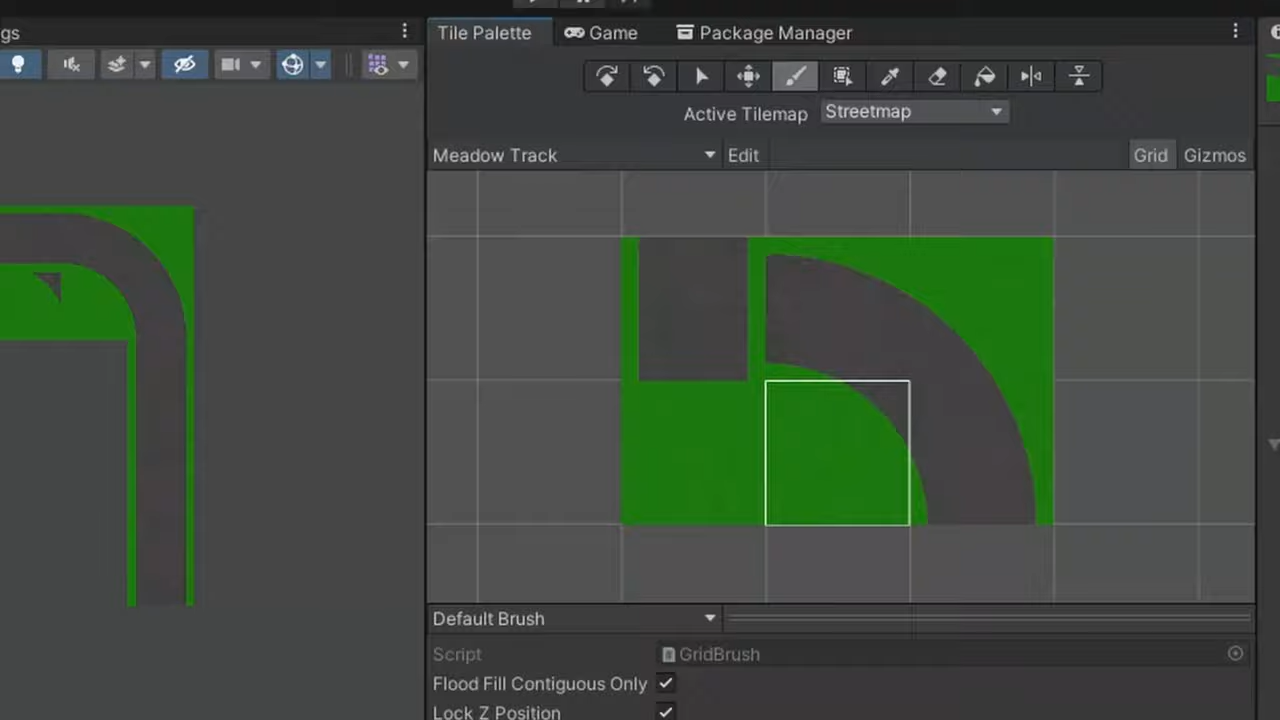 gs
Tile Palette
Game
Package Manager
Active Tilemap
Streetmap
Meadow Track
Edit
Grid
Gizmos
Default Brush
Script
GridBrush
Flood Fill Contiguous Only
Lock Z Position